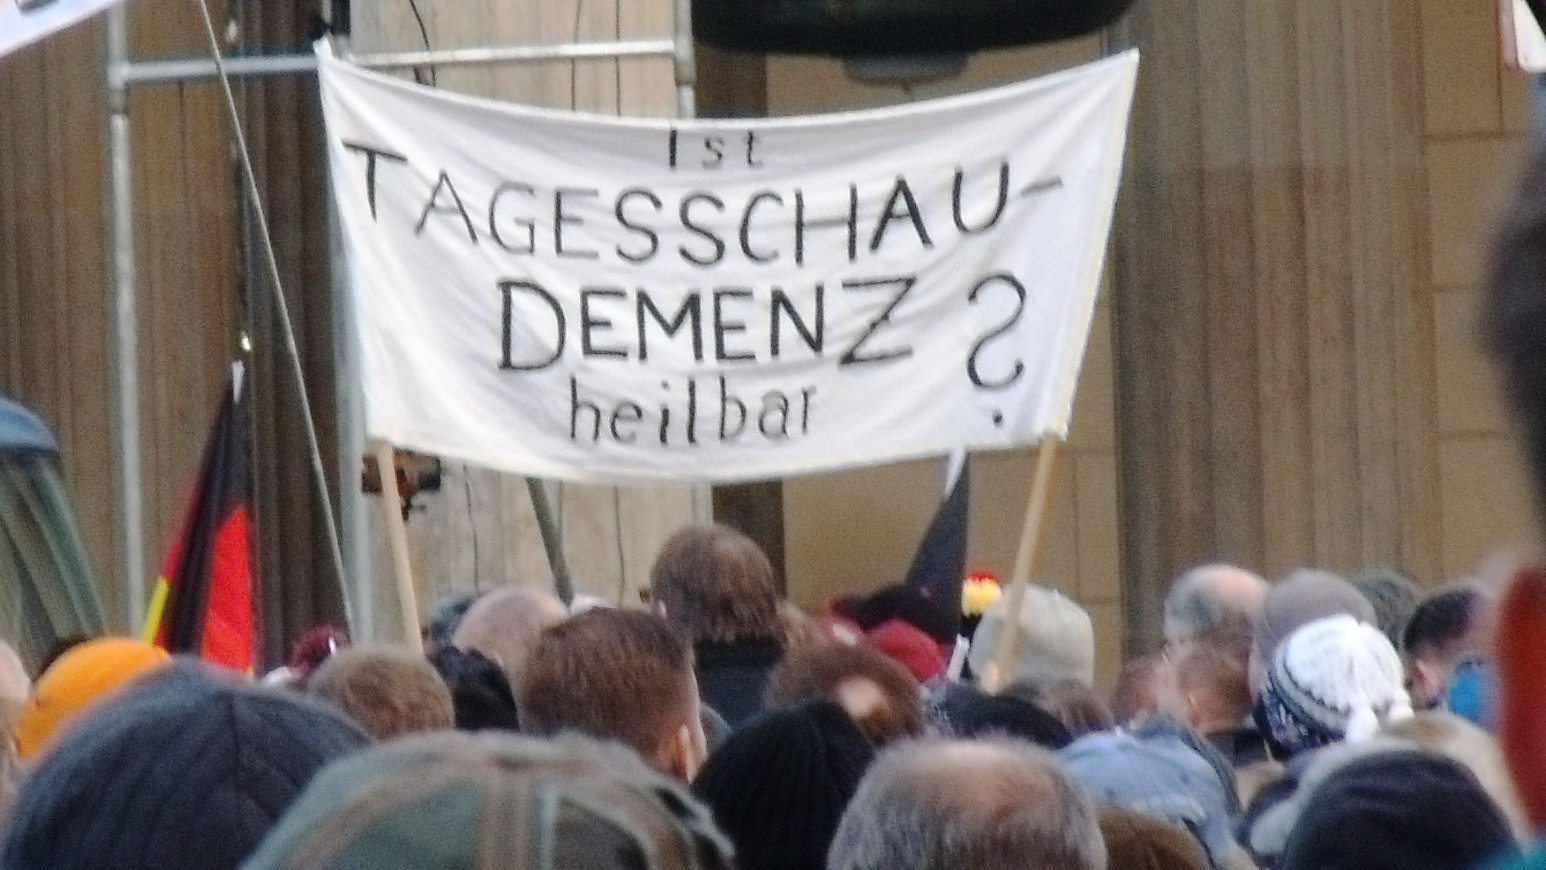 Ist
TAGESSCHAU-
DEMENZ ?
heilbar